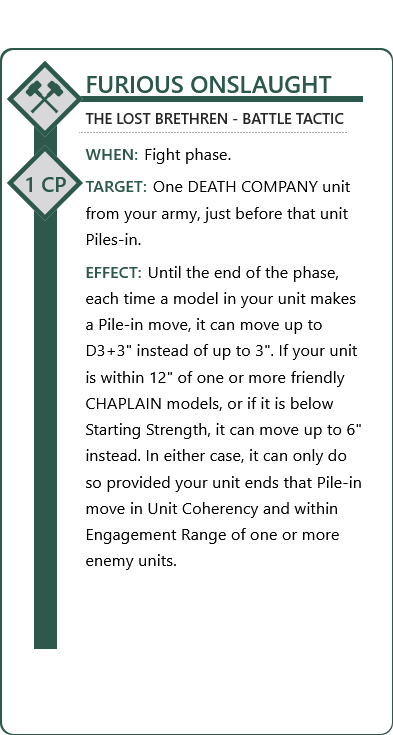 FURIOUS ONSLAUGHT
THE LOST BRETHREN - BATTLE TACTIC
WHEN: Fight phase.
1 CP
TARGET: One DEATH COMPANY unit
from your army, just before that unit
Piles-in.
EFFECT: Until the end of the phase,
each time a model in your unit makes
a Pile-in move, it can move up to
D3+3" instead of up to 3". If your unit
is within 12" of one or more friendly
CHAPLAIN models, or if it is below
Starting Strength, it can move up to 6"
instead. In either case, it can only do
so provided your unit ends that Pile-in
move in Unit Coherency and within
Engagement Range of one or more
enemy units.